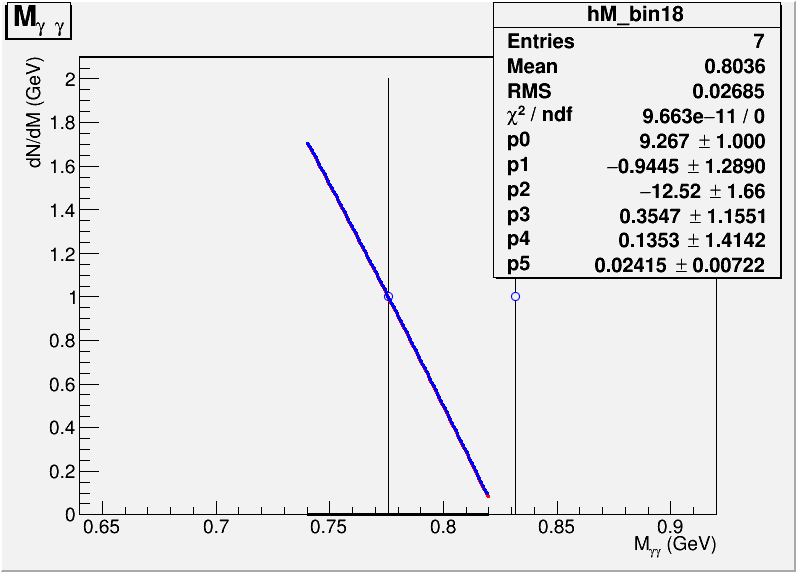 Mγ γ
hM_bin18
Entries 7
Mean 0.8036
RMS 0.02685
χ² / ndf 9.663e−11 / 0
p0 9.267 ± 1.000
p1 −0.9445 ± 1.2890
p2 −12.52 ± 1.66
p3 0.3547 ± 1.1551
p4 0.1353 ± 1.4142
p5 0.02415 ± 0.00722
dN/dM (GeV)
2
1.8
1.6
1.4
1.2
1
0.8
0.6
0.4
0.2
0
0.65 0.7 0.75 0.8 0.85 0.9
Mγγ (GeV)